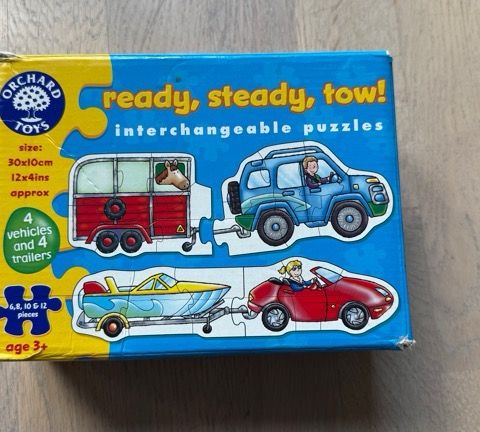 ORCHARD
TOYS
ready, steady, tow!
interchangeable puzzles
size:
30x10cm
12x4ins
approx
4
vehicles
and 4
trailers
6,8, 10 & 12
pieces
age 3+